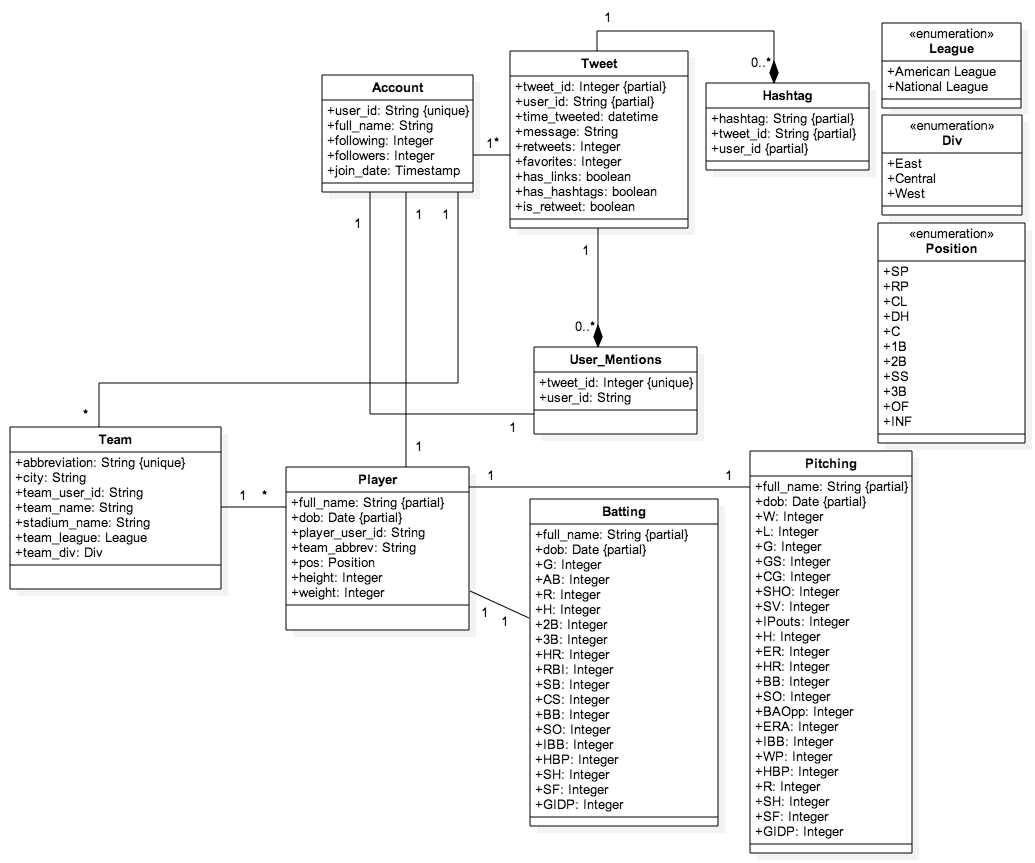 Account
+user_id: String {unique}
+full_name: String
+following: Integer
+followers: Integer
+join_date: Timestamp
1*
Tweet
+tweet_id: Integer {partial}
+user_id: String {partial}
+time_tweeted: datetime
+message: String
+retweets: Integer
+favorites: Integer
+has_links: boolean
+has_hashtags: boolean
+is_retweet: boolean
1
0..*
Hashtag
+hashtag: String {partial}
+tweet_id: String {partial}
+user_id {partial}
«enumeration»
League
+American League
+National League
«enumeration»
Div
+East
+Central
+West
«enumeration»
Position
+SP
+RP
+CL
+DH
+C
+1B
+2B
+SS
+3B
+OF
+INF
1
1
1
1
0..*
User_Mentions
+tweet_id: Integer {unique}
+user_id: String
1
*
1
Team
+abbreviation: String {unique}
+city: String
+team_user_id: String
+team_name: String
+stadium_name: String
+team_league: League
+team_div: Div
1
*
Player
+full_name: String {partial}
+dob: Date {partial}
+player_user_id: String
+team_abbrev: String
+pos: Position
+height: Integer
+weight: Integer
1
1
1
1
Batting
+full_name: String {partial}
+dob: Date {partial}
+G: Integer
+AB: Integer
+R: Integer
+H: Integer
+2B: Integer
+3B: Integer
+HR: Integer
+RBI: Integer
+SB: Integer
+CS: Integer
+BB: Integer
+SO: Integer
+IBB: Integer
+HBP: Integer
+SH: Integer
+SF: Integer
+GIDP: Integer
Pitching
+full_name: String {partial}
+dob: Date {partial}
+W: Integer
+L: Integer
+G: Integer
+GS: Integer
+CG: Integer
+SHO: Integer
+SV: Integer
+IPouts: Integer
+H: Integer
+ER: Integer
+HR: Integer
+BB: Integer
+SO: Integer
+BAOpp: Integer
+ERA: Integer
+IBB: Integer
+WP: Integer
+HBP: Integer
+R: Integer
+SH: Integer
+SF: Integer
+GIDP: Integer